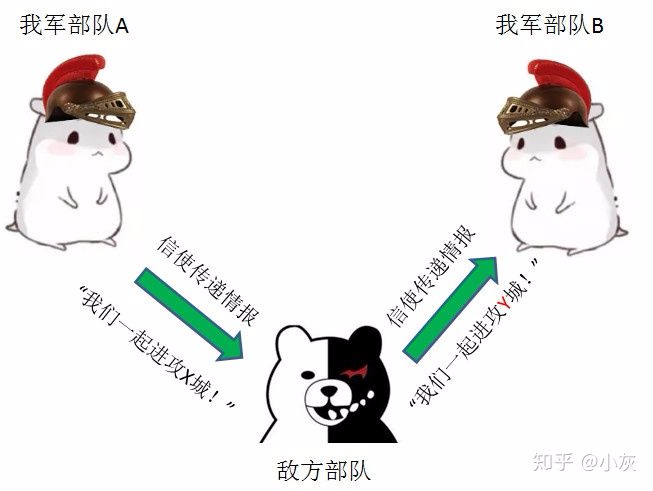 我军部队A
我军部队B
信使传递情报
“我们一起进攻X城！”
信使传递情报
“我们一起进攻Y城！”
敌方部队
知乎 @小灰